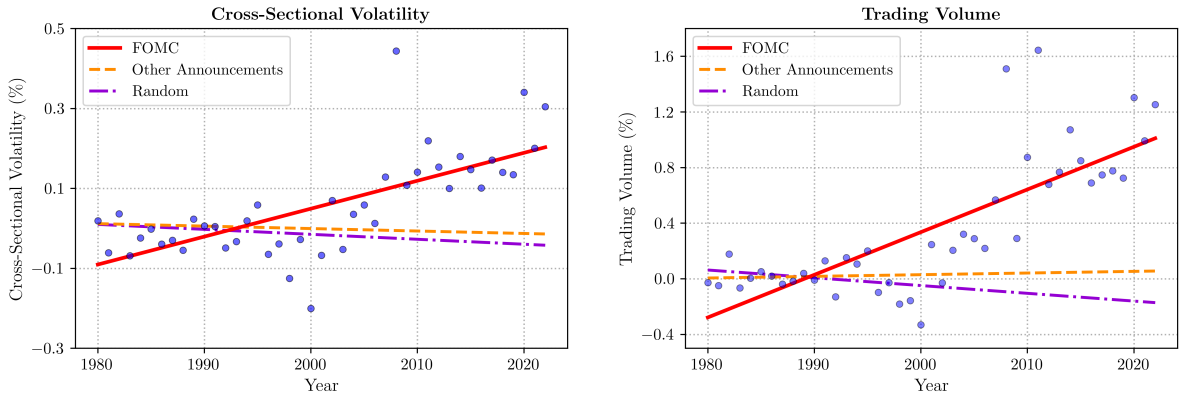 Cross-Sectional Volatility
Cross-Sectional Volatility (%)
0.5
0.3
0.1
−0.1
−0.3
FOMC
Other Announcements
Random
1980
1990
2000
2010
2020
Year
Trading Volume
Trading Volume (%)
1.6
1.2
0.8
0.4
0.0
−0.4
FOMC
Other Announcements
Random
1980
1990
2000
2010
2020
Year